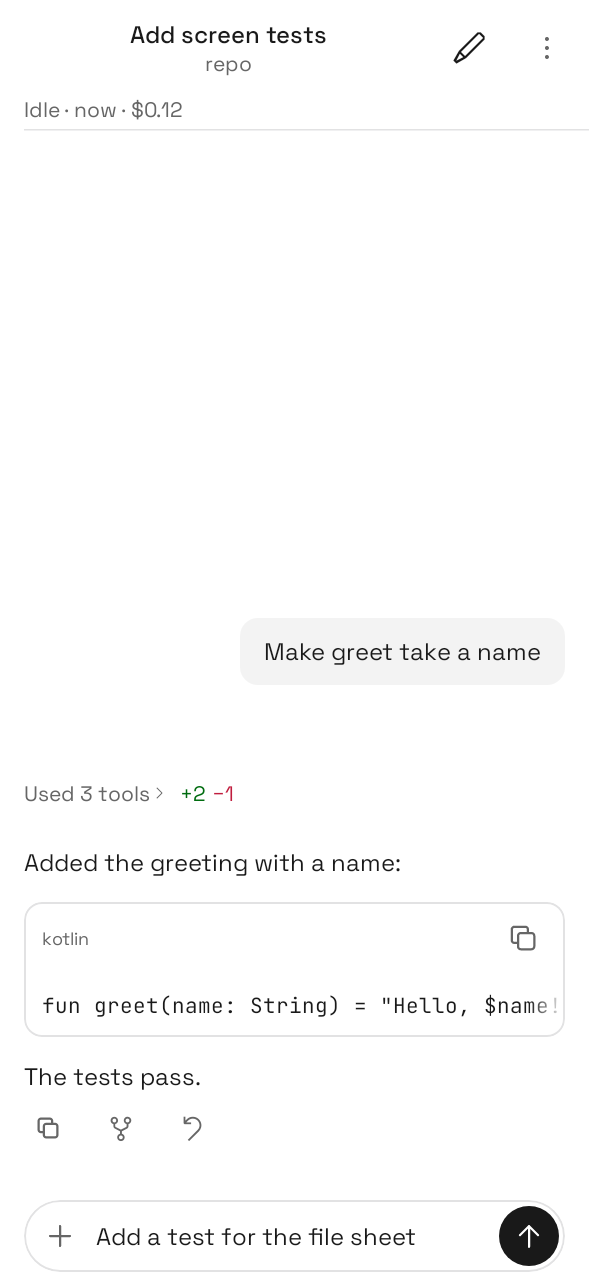 Add screen tests
repo
Idle · now · $0.12
Make greet take a name
Used 3 tools > +2 −1
Added the greeting with a name:
kotlin
fun greet(name: String) = "Hello, $name!
The tests pass.
Add a test for the file sheet